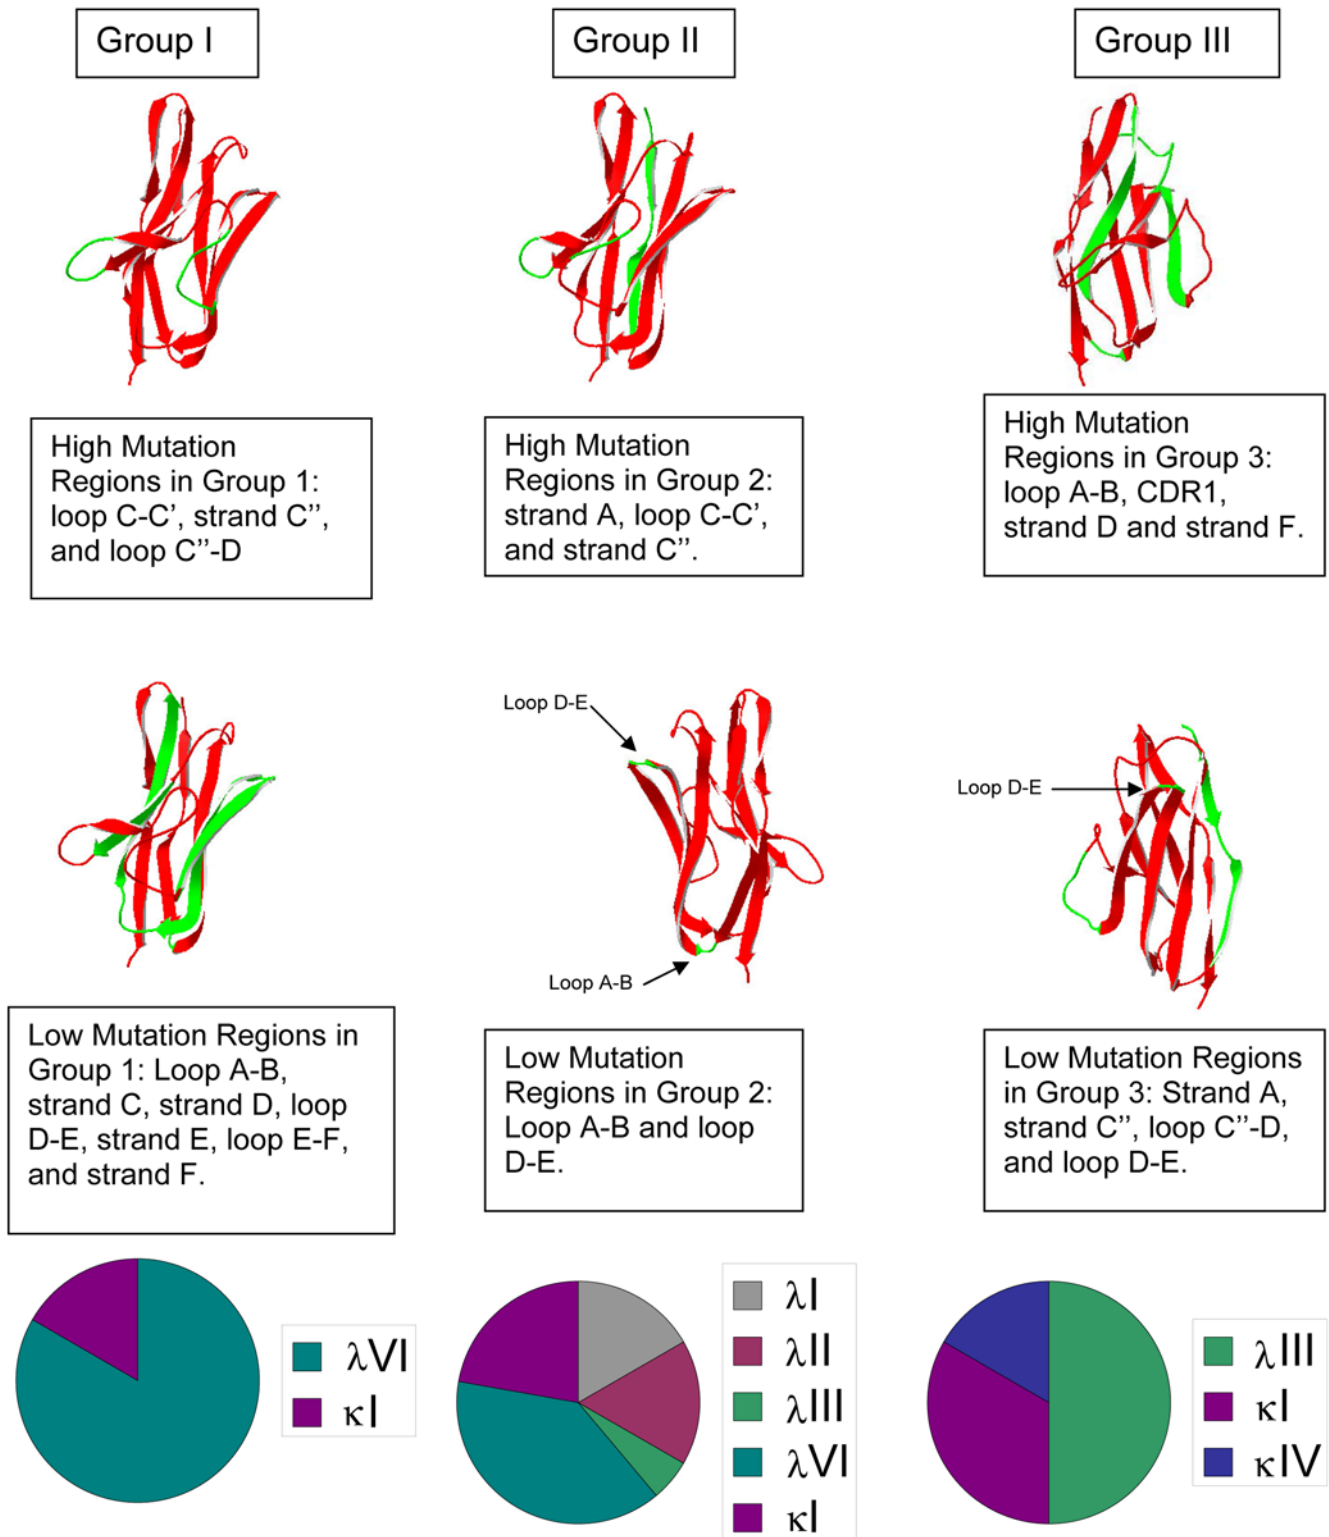 Group I
Group II
Group III
High Mutation
Regions in Group 1:
loop C-C’, strand C’’,
and loop C’’-D
High Mutation
Regions in Group 2:
strand A, loop C-C’,
and strand C’’.
High Mutation
Regions in Group 3:
loop A-B, CDR1,
strand D and strand F.
Loop D-E
Loop A-B
Loop D-E
Low Mutation Regions in
Group 1: Loop A-B,
strand C, strand D, loop
D-E, strand E, loop E-F,
and strand F.
Low Mutation
Regions in Group 2:
Loop A-B and loop
D-E.
Low Mutation Regions
in Group 3: Strand A,
strand C’’, loop C’’-D,
and loop D-E.
λVI
κI
λI
λII
λIII
λVI
κI
λIII
κI
κIV